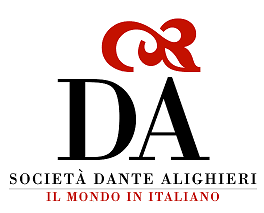 DA
SOCIETÀ DANTE ALIGHIERI
IL MONDO IN ITALIANO